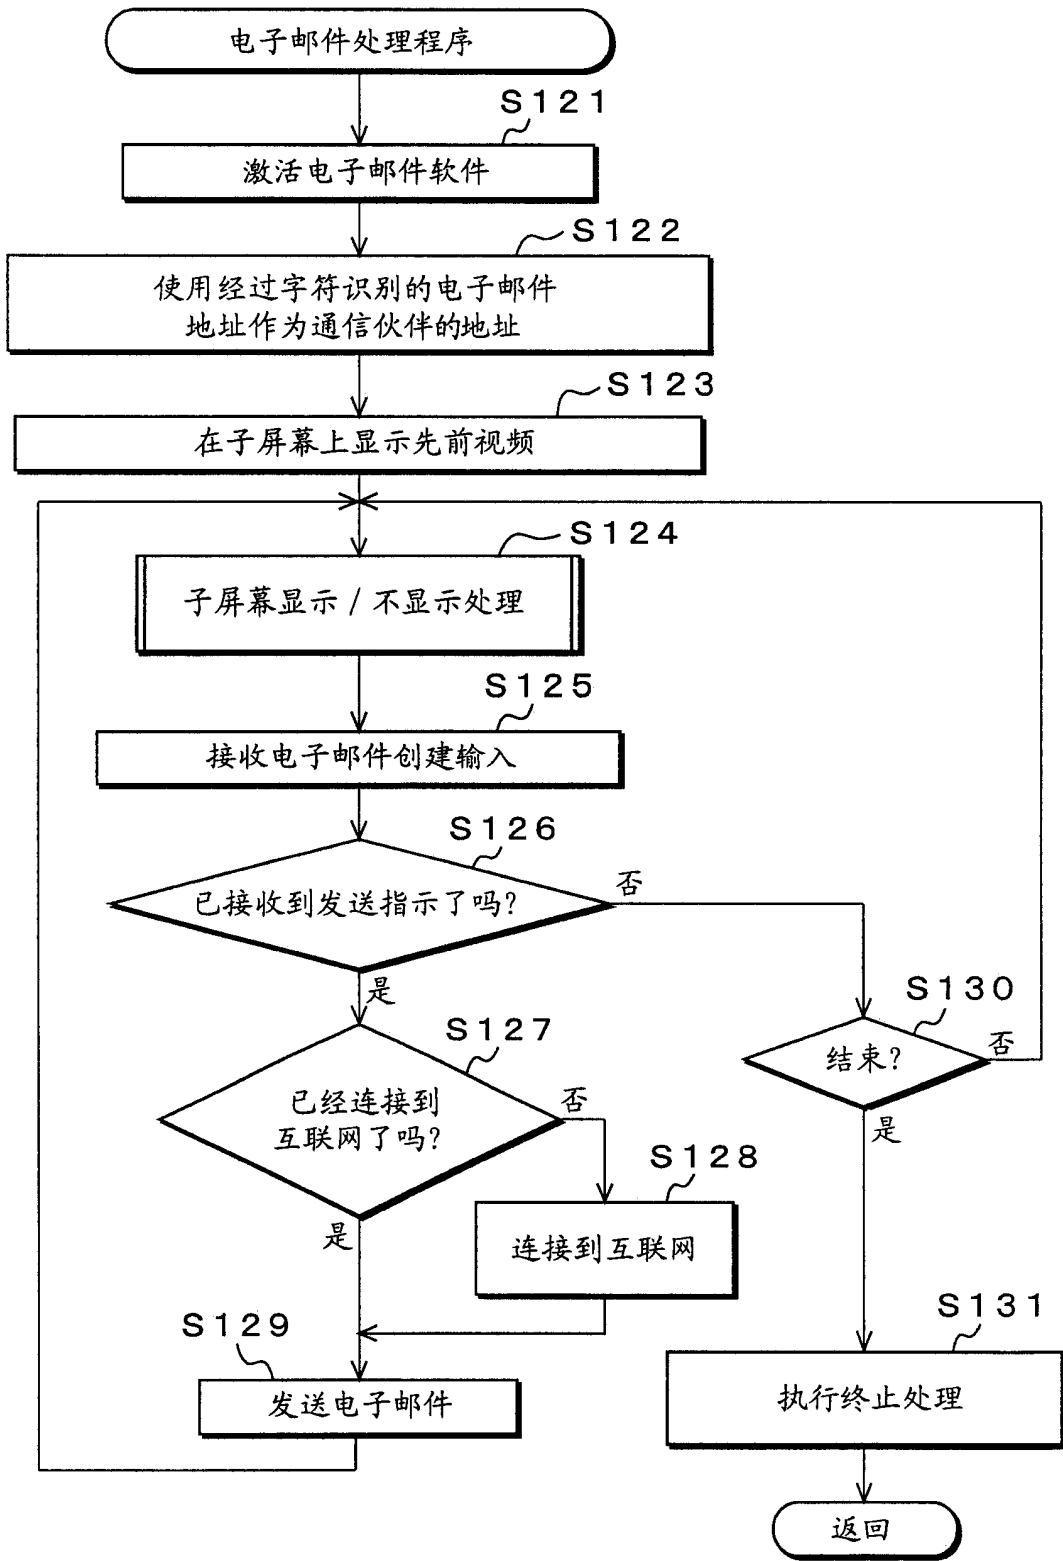 电子邮件处理程序
S121
激活电子邮件软件
S122
使用经过字符识别的电子邮件
地址作为通信伙伴的地址
S123
在子屏幕上显示先前视频
S124
子屏幕显示/不显示处理
S125
接收电子邮件创建输入
S126
已接收到发送指示了吗?
否
是
S130
结束?
否
是
S127
已经连接到
互联网了吗?
否
是
S128
连接到互联网
S129
发送电子邮件
S131
执行终止处理
返回